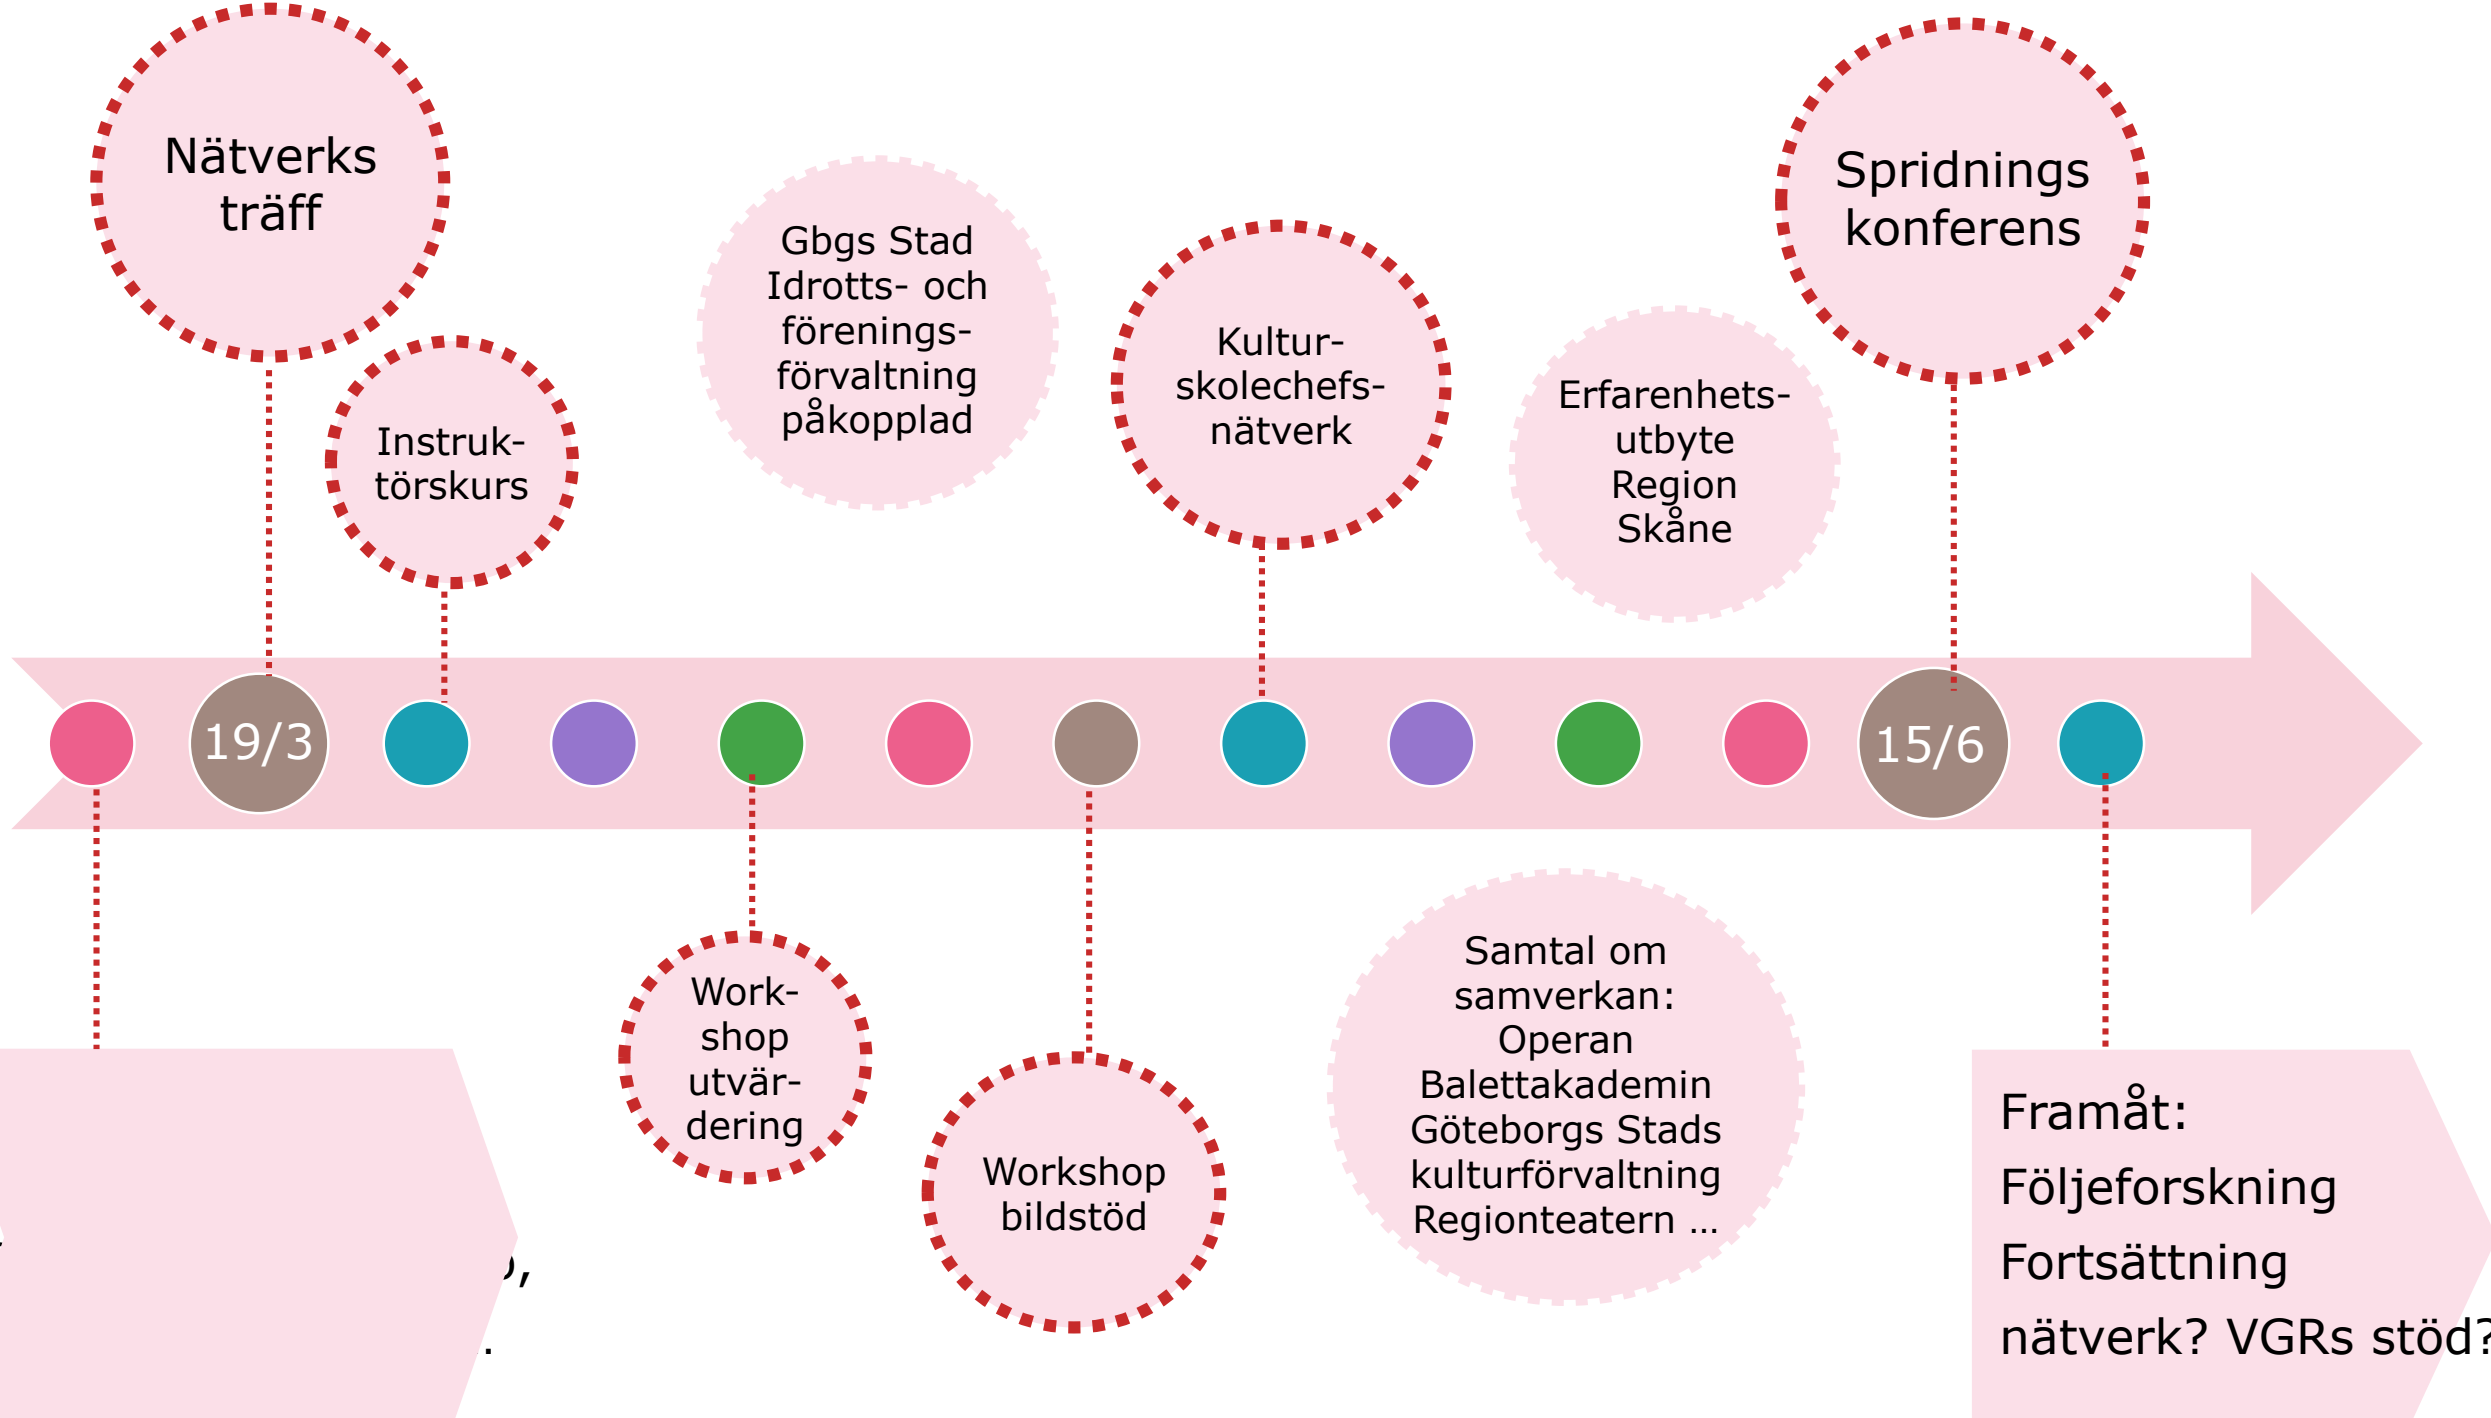 Nätverks
träff
Spridnings
konferens
Gbgs Stad
Idrotts- och
förenings-
förvaltning
påkopplad
Kultur-
skolechefs-
nätverk
Erfarenhets-
utbyte
Region
Skåne
Instruk-
törskurs
19/3
15/6
Work-
shop
utvär-
dering
Workshop
bildstöd
Samtal om
samverkan:
Operan
Balettakademin
Göteborgs Stads
kulturförvaltning
Regionteatern …
Framåt:
Följeforskning
Fortsättning
nätverk? VGRs stöd?